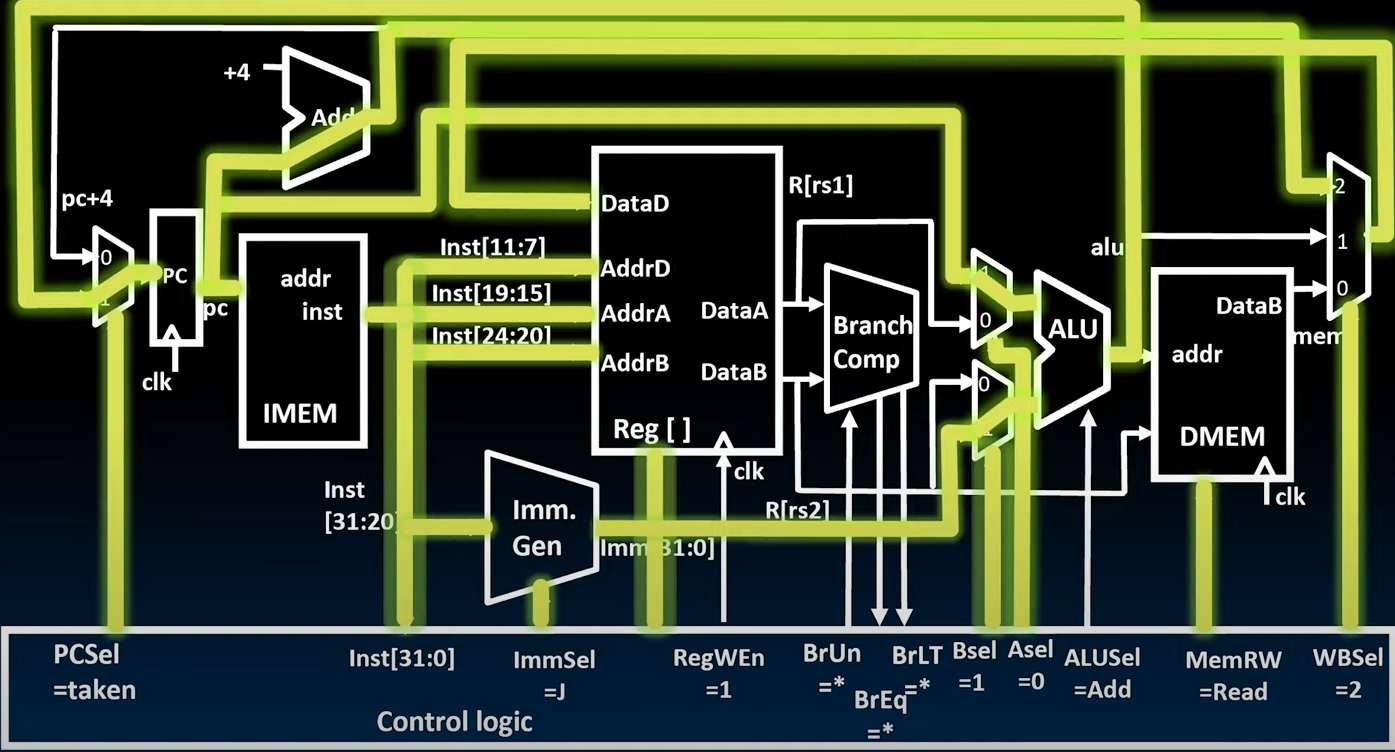 +4
Add
pc+4
0
1
PC
pc
clk
addr
inst
IMEM
Inst[11:7]
Inst[19:15]
Inst[24:20]
DataD
AddrD
AddrA
AddrB
DataA
DataB
Reg [ ]
clk
R[rs1]
R[rs2]
Branch
Comp
1
0
0
1
ALU
alu
addr
DataB
DMEM
clk
mem
2
1
0
Inst
[31:20]
Imm.
Gen
Imm[31:0]
PCSel
=taken
Inst[31:0]
ImmSel
=J
RegWEn
=1
BrUn
=*
BrEq
=*
BrLT
=*
Bsel
=1
Asel
=0
ALUSel
=Add
MemRW
=Read
WBSel
=2
Control logic